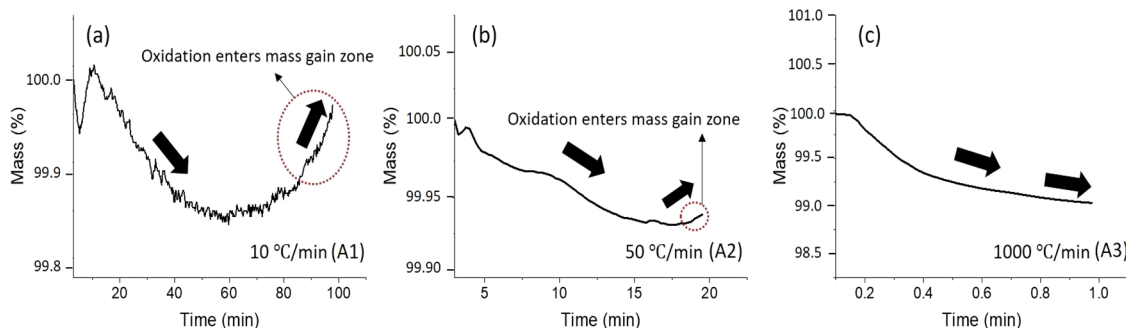 (a)
Oxidation enters mass gain zone
Mass (%)
100.0
99.9
99.8
20 40 60 80 100
Time (min)
10 ºC/min (A1)
(b)
Oxidation enters mass gain zone
Mass (%)
100.05
100.0
99.95
99.90
5 10 15 20
Time (min)
50 ºC/min (A2)
(c)
Mass (%)
101.0
100.5
100.0
99.5
99.0
98.5
0.2 0.4 0.6 0.8 1.0
Time (min)
1000 ºC/min (A3)